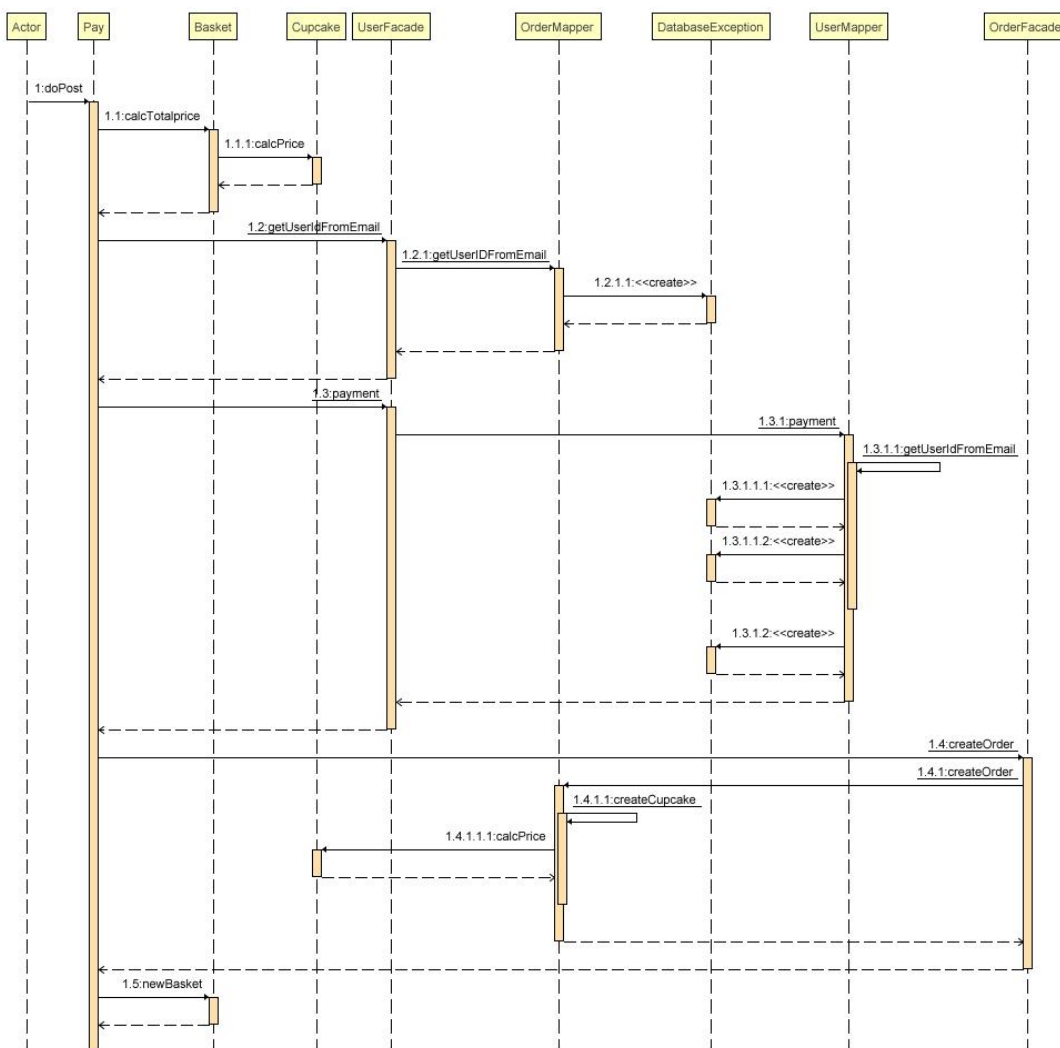 Actor
Pay
Basket
Cupcake
UserFacade
OrderMapper
DatabaseException
UserMapper
OrderFacade
1:doPost
1.1:calcTotalprice
1.1.1:calcPrice
1.2:getUserIdFromEmail
1.2.1:getUserIDFromEmail
1.2.1.1:<<create>>
1.3:payment
1.3.1:payment
1.3.1.1:getUserIdFromEmail
1.3.1.1.1:<<create>>
1.3.1.1.2:<<create>>
1.3.1.2:<<create>>
1.4:createOrder
1.4.1:createOrder
1.4.1.1:createCupcake
1.4.1.1.1:calcPrice
1.5:newBasket